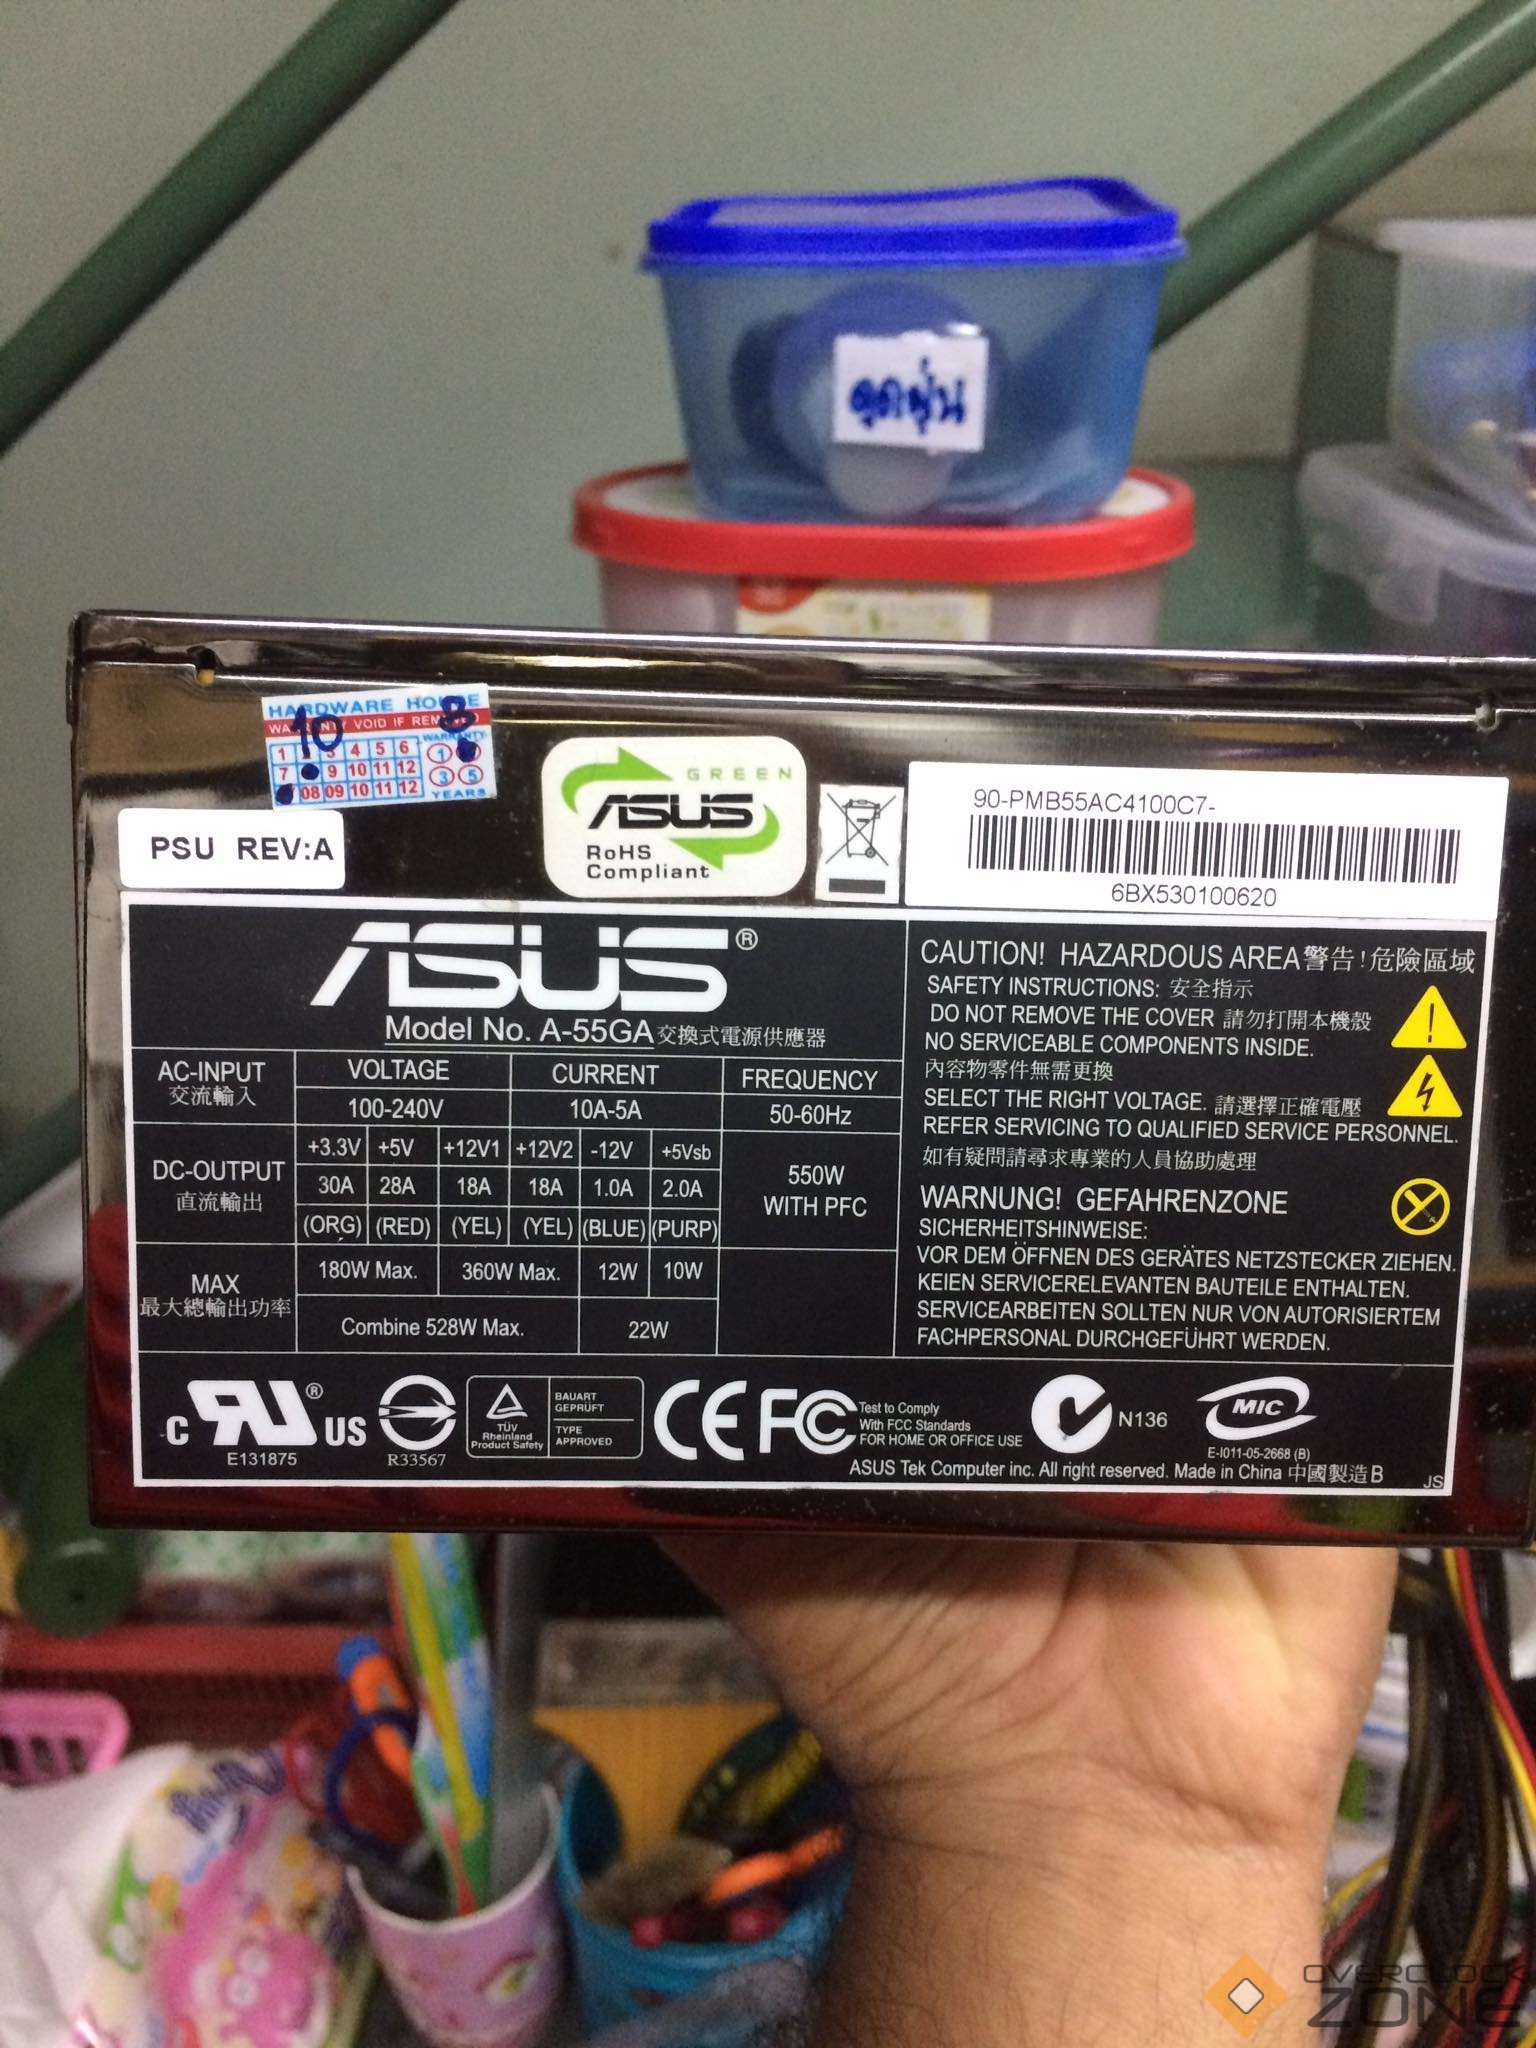 ดูดฝุ่น
HARDWARE HOUSE
WARRANTY VOID IF REMOVED
10
8
WARRANTY
1 3 4 5 6
7 9 10 11 12
08 09 10 11 12
1
3 5
YEARS
PSU REV:A
GREEN
ASUS
RoHS
Compliant
90-PMB55AC4100C7-
6BX530100620
ASUS®
Model No. A-55GA 交換式電源供應器
AC-INPUT
交流輸入
VOLTAGE CURRENT FREQUENCY
100-240V 10A-5A 50-60Hz
DC-OUTPUT
直流輸出
+3.3V +5V +12V1 +12V2 -12V +5Vsb
30A 28A 18A 18A 1.0A 2.0A
(ORG) (RED) (YEL) (YEL) (BLUE) (PURP)
550W
WITH PFC
MAX
最大總輸出功率
180W Max. 360W Max. 12W 10W
Combine 528W Max. 22W
CAUTION! HAZARDOUS AREA 警告!危險區域
SAFETY INSTRUCTIONS: 安全指示
DO NOT REMOVE THE COVER 請勿打開本機殼
NO SERVICEABLE COMPONENTS INSIDE.
內容物零件無需更換
SELECT THE RIGHT VOLTAGE. 請選擇正確電壓
REFER SERVICING TO QUALIFIED SERVICE PERSONNEL.
如有疑問請尋求專業的人員協助處理
WARNUNG! GEFAHRENZONE
SICHERHEITSHINWEISE:
VOR DEM ÖFFNEN DES GERÄTES NETZSTECKER ZIEHEN.
KEIEN SERVICERELEVANTEN BAUTEILE ENTHALTEN.
SERVICEARBEITEN SOLLTEN NUR VON AUTORISIERTEM
FACHPERSONAL DURCHGEFÜHRT WERDEN.
C RU® US
E131875
R33567
TÜV
Rheinland
Product Safety
BAUART
GEPRÜFT
TYPE
APPROVED
CE FC
Test to Comply
With FCC Standards
FOR HOME OR OFFICE USE
N136
MIC
E-I011-05-2668 (B)
ASUS Tek Computer inc. All right reserved. Made in China 中國製造 B
JS
OVERCLOCK
ZONE